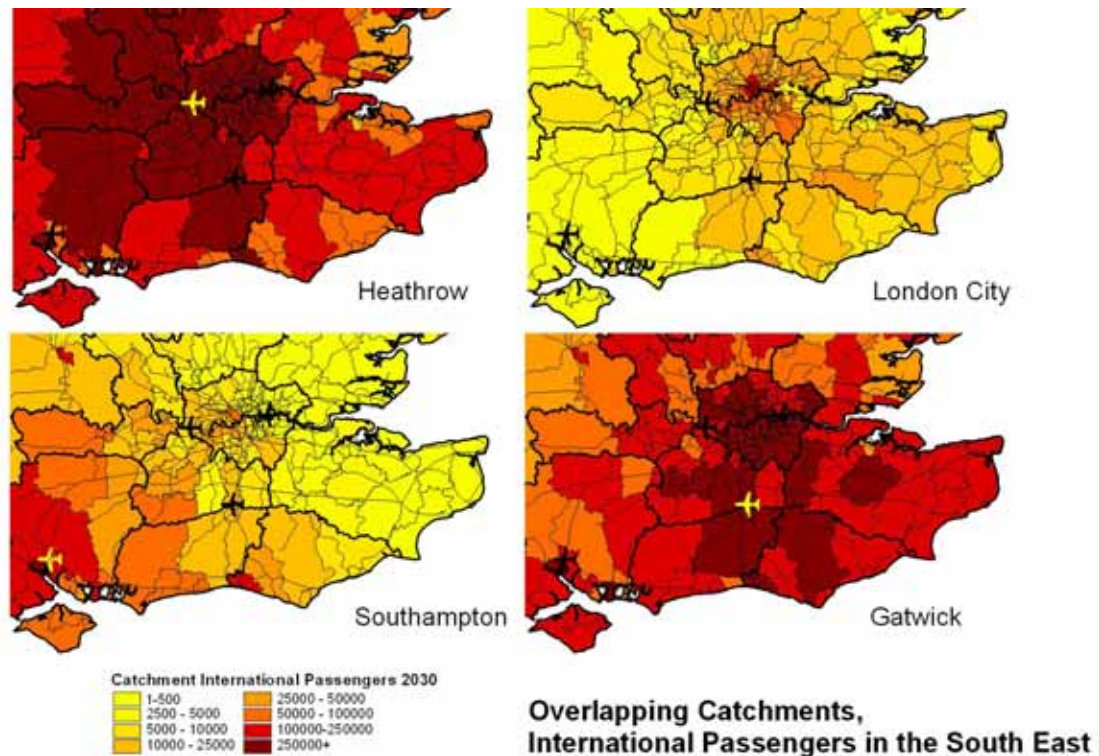 Heathrow
London City
Southampton
Gatwick
Catchment International Passengers 2030
1-500
2500 - 5000
5000 - 10000
10000 - 25000
25000 - 50000
50000 - 100000
100000-250000
250000+
Overlapping Catchments,
International Passengers in the South East